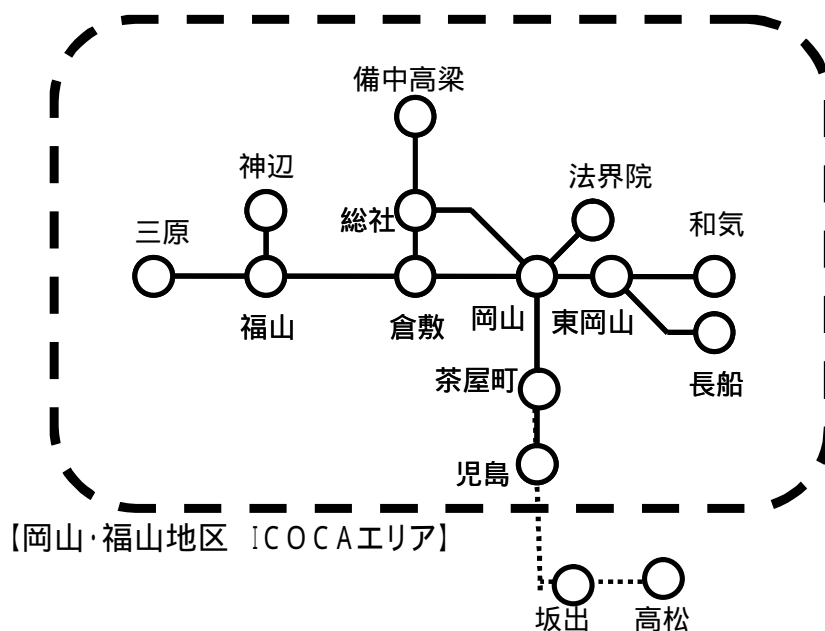 備中高梁
神辺
法界院
三原
総社
和気
福山
倉敷
岡山
東岡山
茶屋町
長船
児島
【岡山・福山地区 ICOCAエリア】
坂出
高松